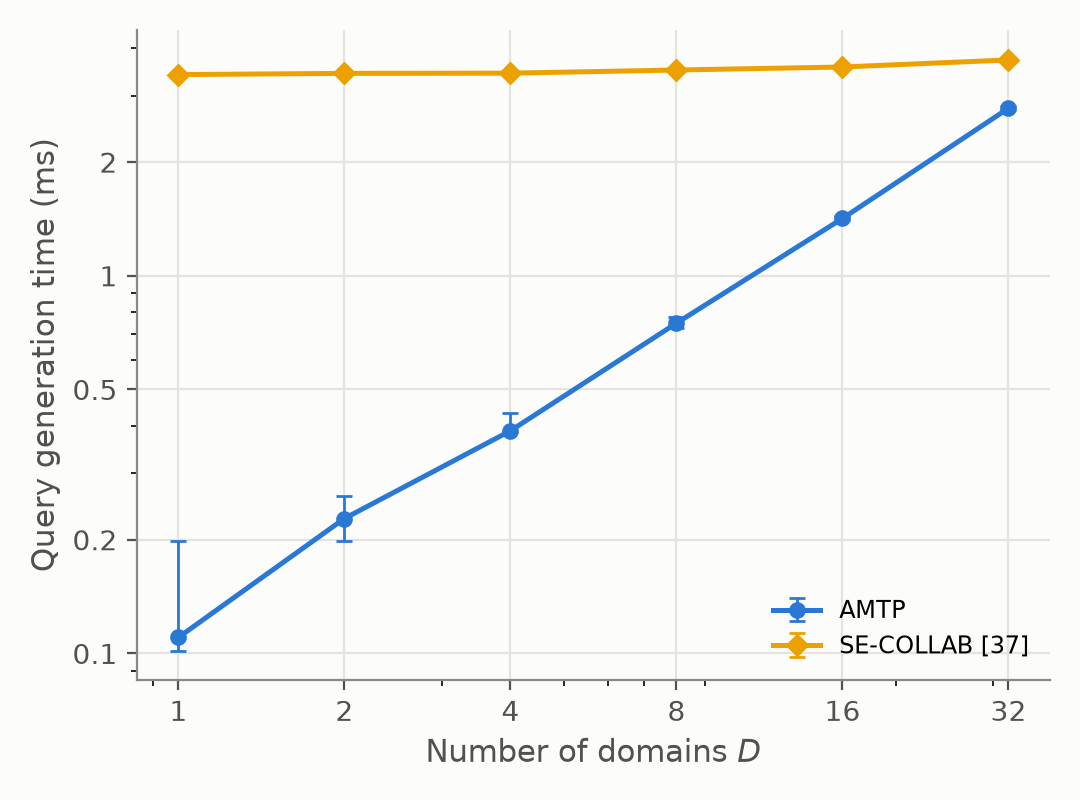 Query generation time (ms)
2
1
0.5
0.2
0.1
AMTP
SE-COLLAB [37]
1 2 4 8 16 32
Number of domains D